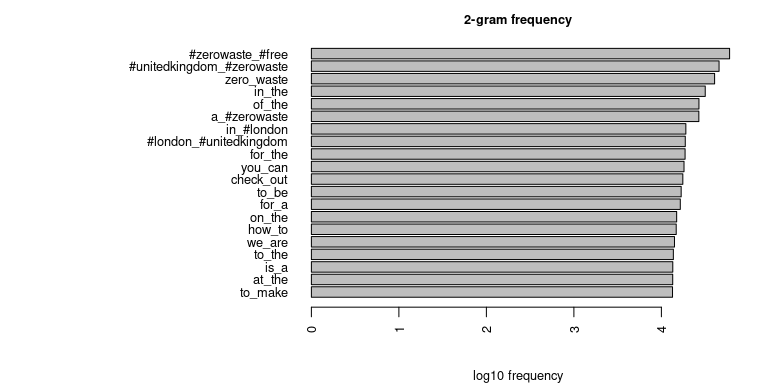 2-gram frequency
#zerowaste_#free
#unitedkingdom_#zerowaste
zero_waste
in_the
of_the
a_#zerowaste
in_#london
#london_#unitedkingdom
for_the
you_can
check_out
to_be
for_a
on_the
how_to
we_are
to_the
is_a
at_the
to_make
0 1 2 3 4
log10 frequency